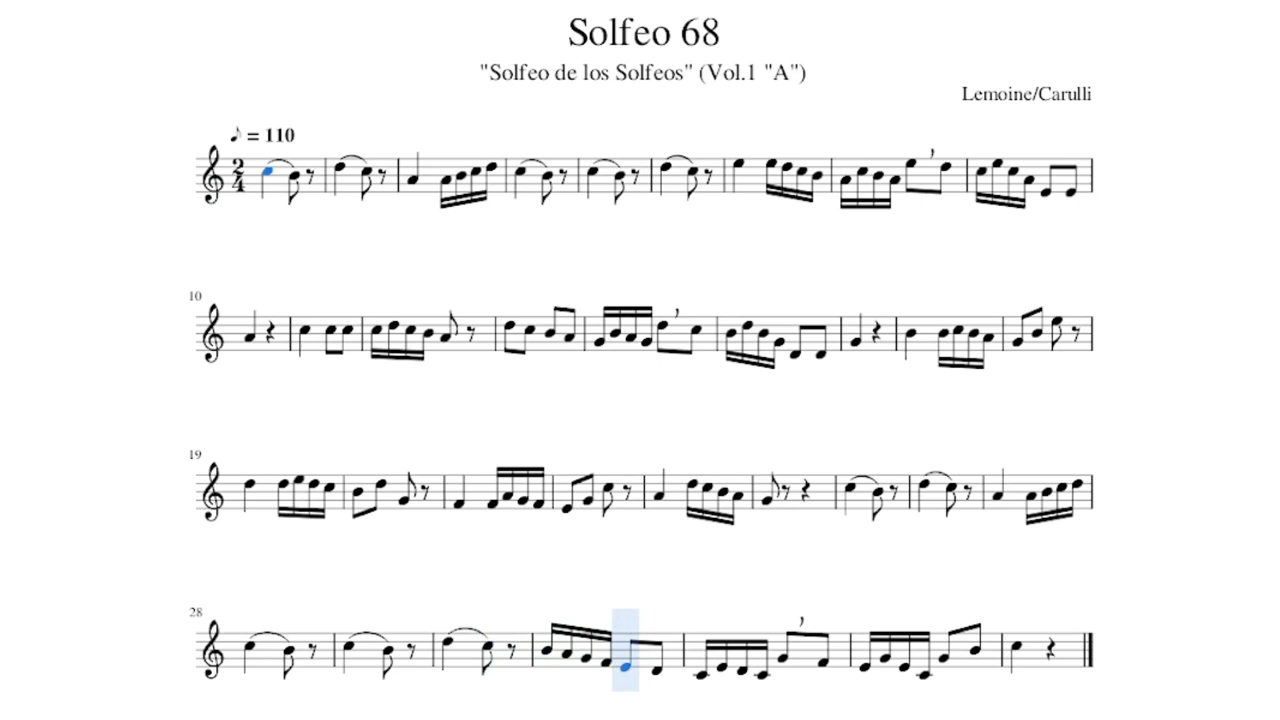 Solfeo 68
"Solfeo de los Solfeos" (Vol.1 "A")
Lemoine/Carulli
♪ = 110
2
4
10
19
28